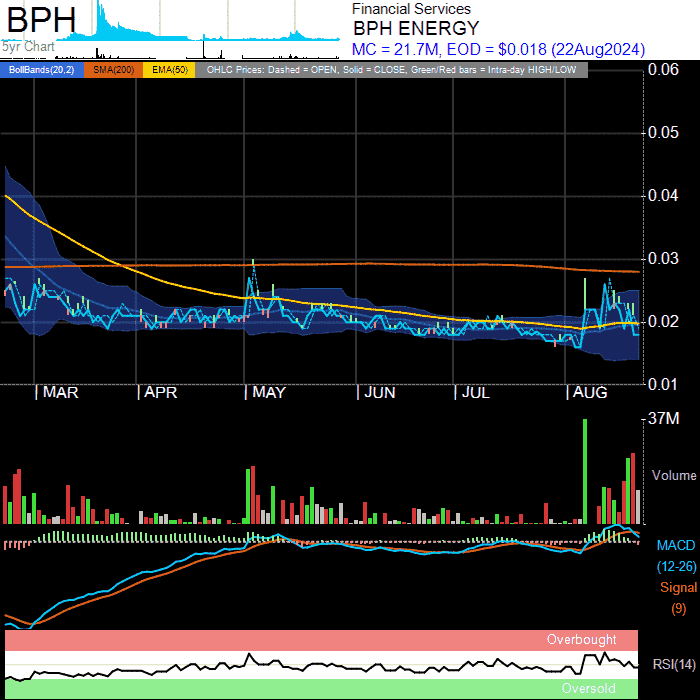 BPH
5yr Chart
Financial Services
BPH ENERGY
MC = 21.7M, EOD = $0.018 (22Aug2024)
BollBands(20,2) SMA(200) EMA(50) OHLC Prices: Dashed = OPEN, Solid = CLOSE, Green/Red bars = Intra-day HIGH/LOW
0.06
0.05
0.04
0.03
0.02
0.01
MAR APR MAY JUN JUL AUG
37M
Volume
MACD
(12-26)
Signal
(9)
Overbought
RSI(14)
Oversold